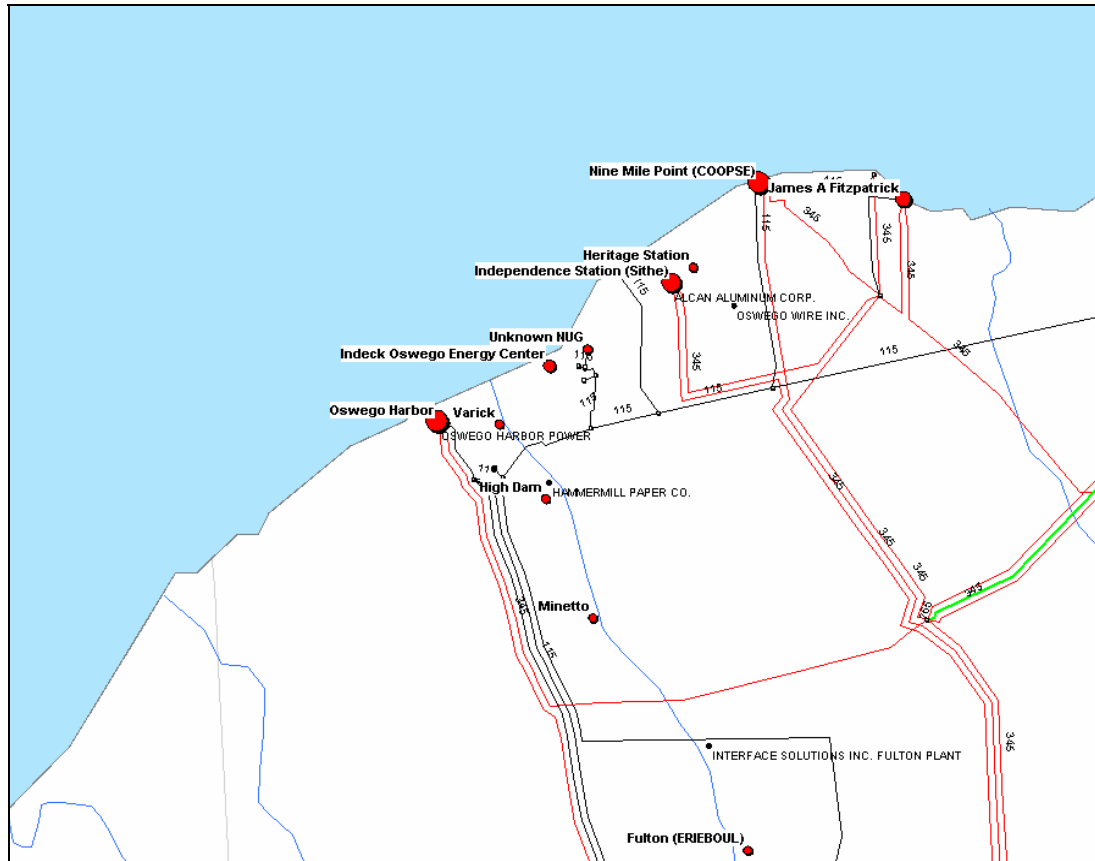 Nine Mile Point (COOPSE)
James A Fitzpatrick
115
345
115
345
345
Heritage Station
Independence Station (Sithe)
115
ALCAN ALUMINUM CORP.
OSWEGO WIRE INC.
Unknown NUG
Indeck Oswego Energy Center
345
115
345
115
115
115
Oswego Harbor
Varick
OSWEGO HARBOR POWER
High Dam
HAMMERMILL PAPER CO.
345
345
345
Minetto
345
115
345
INTERFACE SOLUTIONS INC. FULTON PLANT
Fulton (ERIEBOUL)